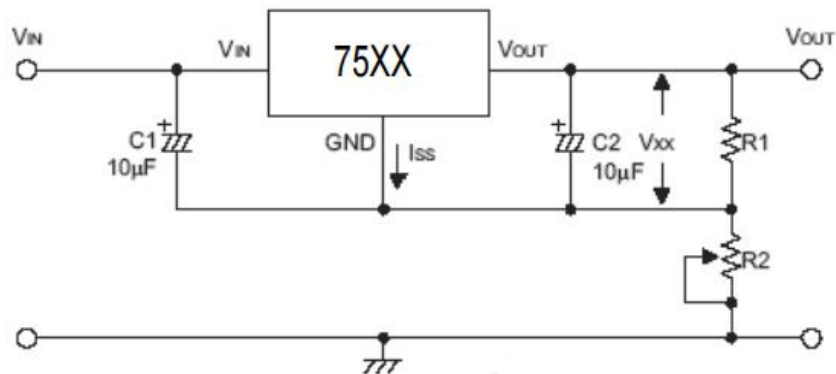 VIN
VIN
75XX
VOUT
VOUT
C1
10µF
GND
ISS
C2
10µF
VXX
R1
R2